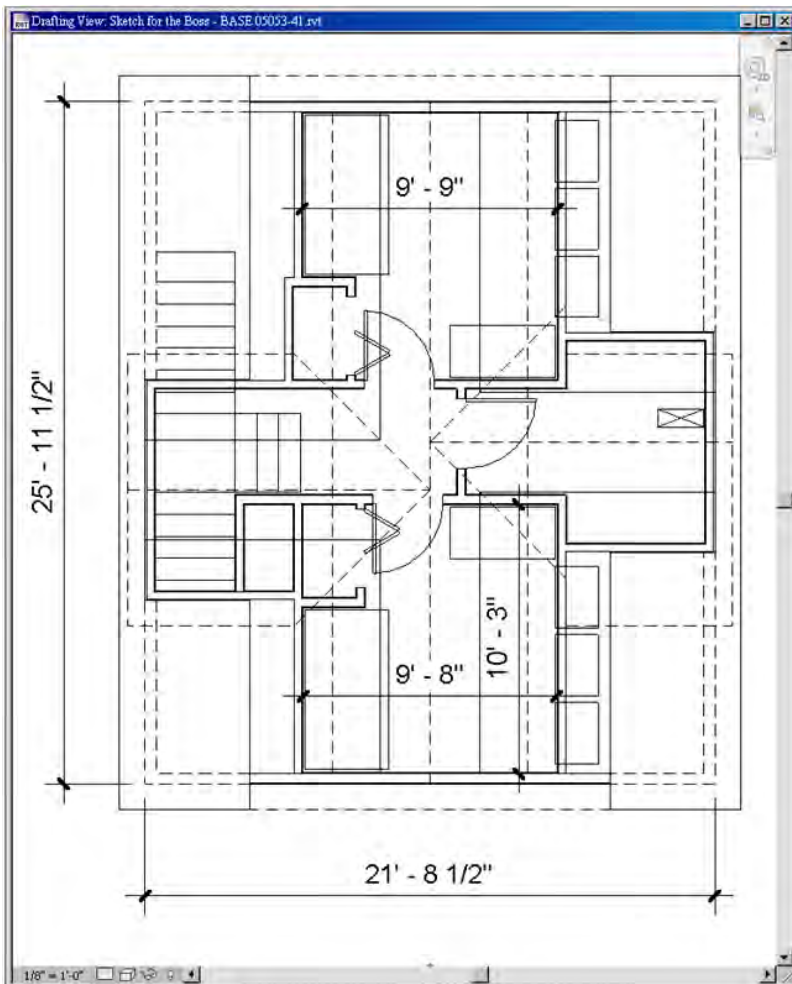 Drafting View: Sketch for the Boss - BASE 05053-41.rvt
9' - 9"
25' - 11 1/2"
10' - 3"
9' - 8"
21' - 8 1/2"
1/8" = 1'-0"